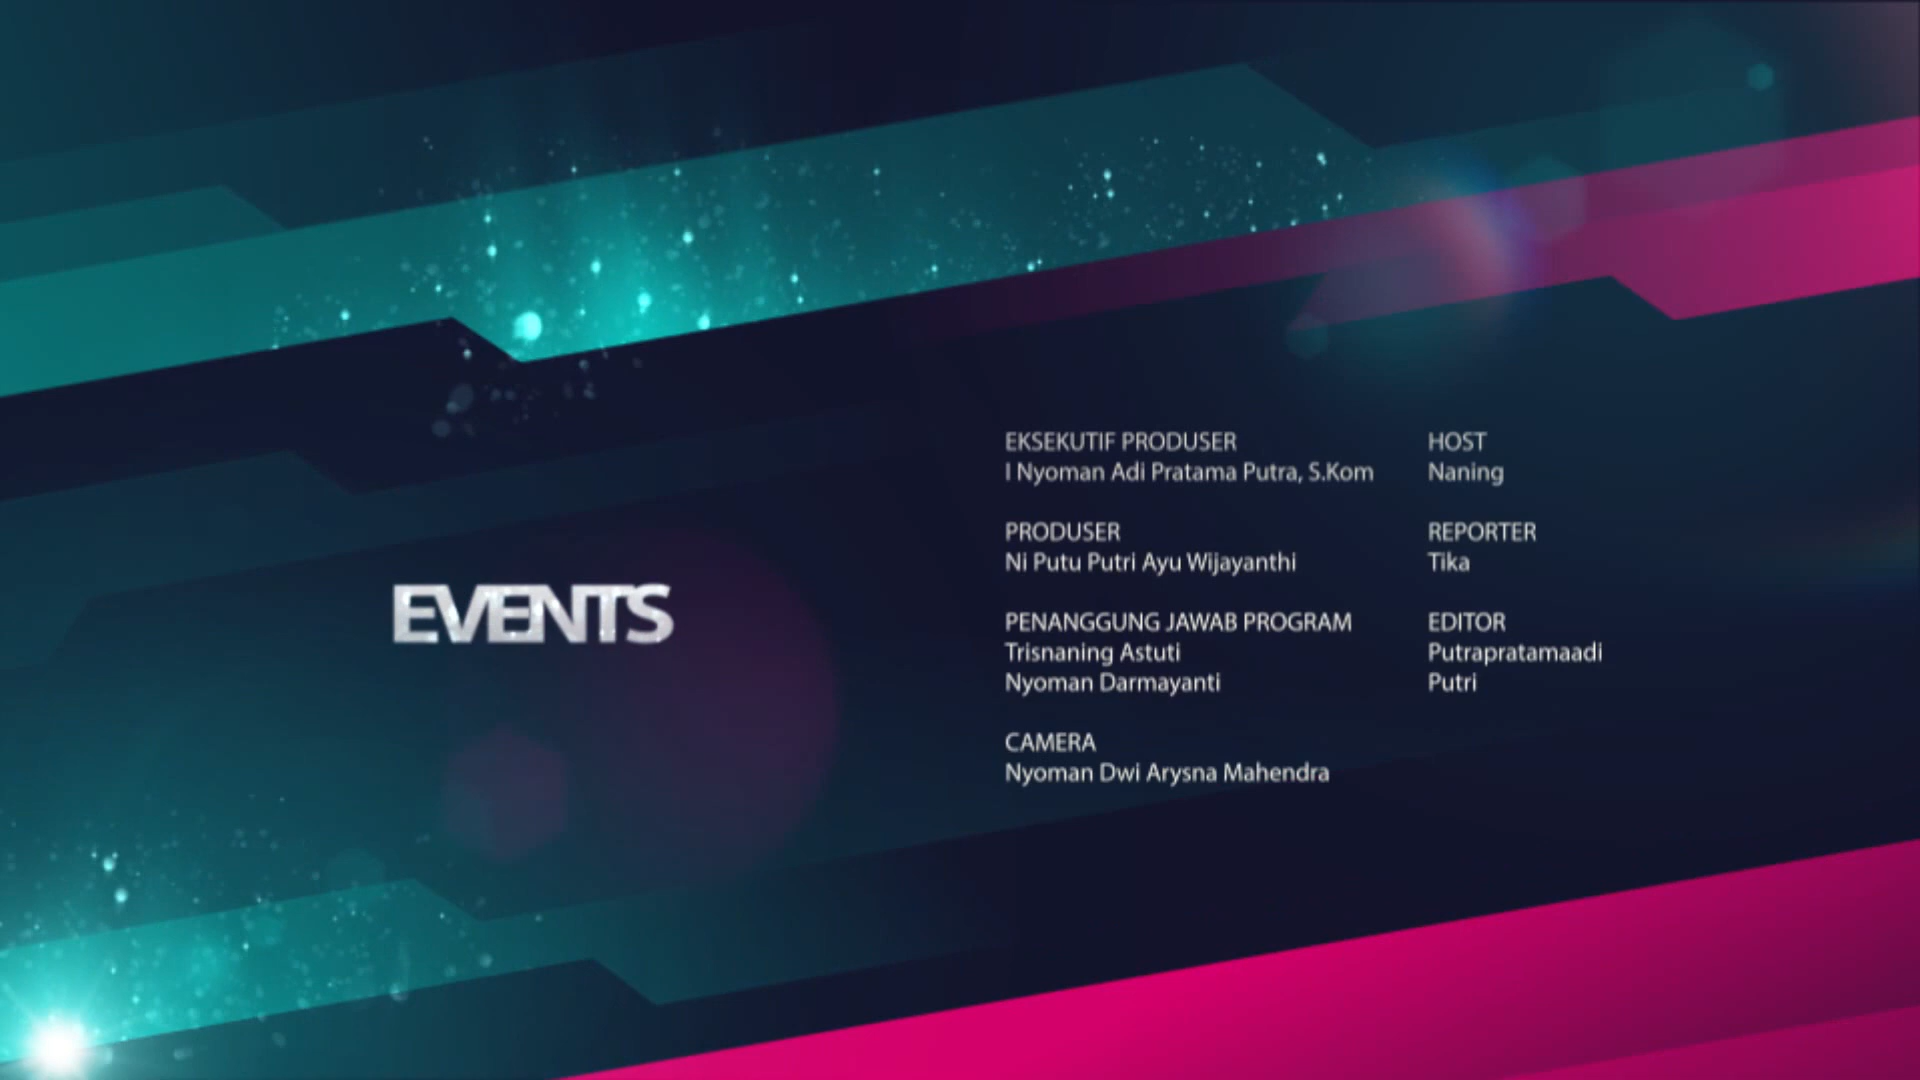 EVENTS
EKSEKUTIF PRODUSER
I Nyoman Adi Pratama Putra, S.Kom
PRODUSER
Ni Putu Putri Ayu Wijayanthi
PENANGGUNG JAWAB PROGRAM
Trisnaning Astuti
Nyoman Darmayanti
CAMERA
Nyoman Dwi Arysna Mahendra
HOST
Naning
REPORTER
Tika
EDITOR
Putrapratamaadi
Putri